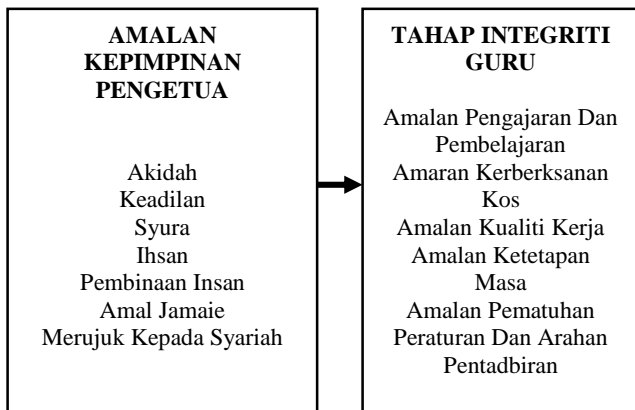 AMALAN
KEPIMPINAN
PENGETUA
Akidah
Keadilan
Syura
Ihsan
Pembinaan Insan
Amal Jamaie
Merujuk Kepada Syariah
TAHAP INTEGRITI
GURU
Amalan Pengajaran Dan
Pembelajaran
Amaran Kerberksanan
Kos
Amalan Kualiti Kerja
Amalan Ketetapan
Masa
Amalan Pematuhan
Peraturan Dan Arahan
Pentadbiran